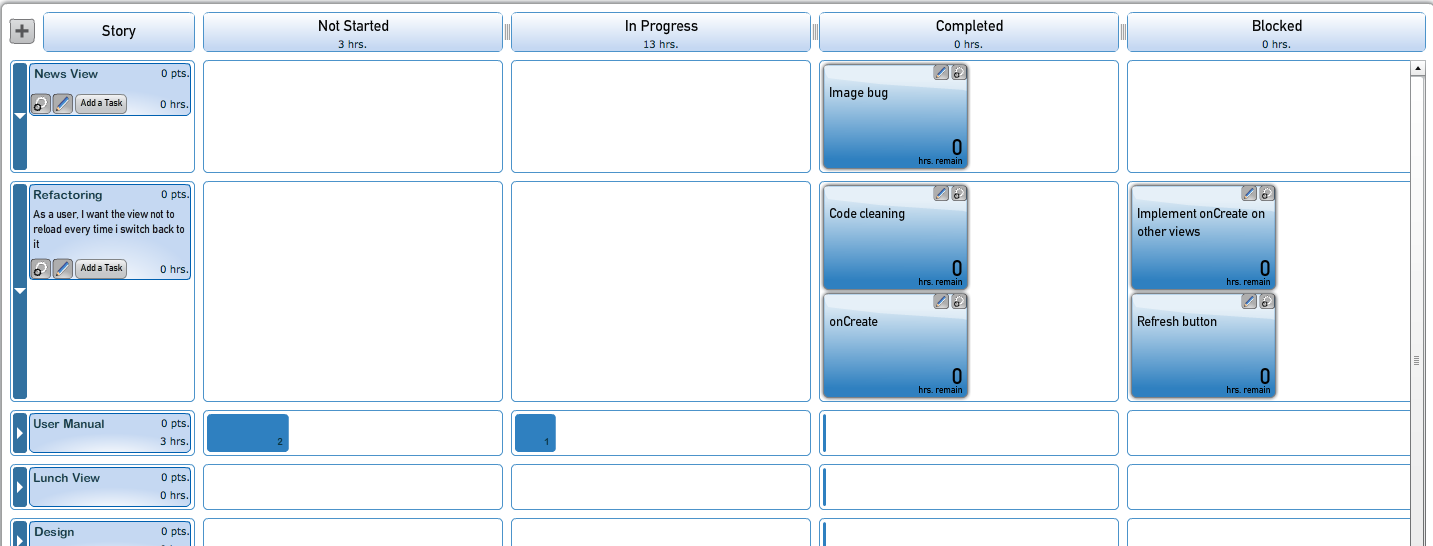 Story
Not Started
3 hrs.
In Progress
13 hrs.
Completed
0 hrs.
Blocked
0 hrs.
News View 0 pts.
Add a Task 0 hrs.
Image bug
0
hrs. remain
Refactoring 0 pts.
As a user, I want the view not to
reload every time i switch back to
it
Add a Task 0 hrs.
Code cleaning
0
hrs. remain
onCreate
0
hrs. remain
Implement onCreate on
other views
0
hrs. remain
Refresh button
0
hrs. remain
User Manual 0 pts.
3 hrs.
2
1
Lunch View 0 pts.
0 hrs.
Design 0 pts.